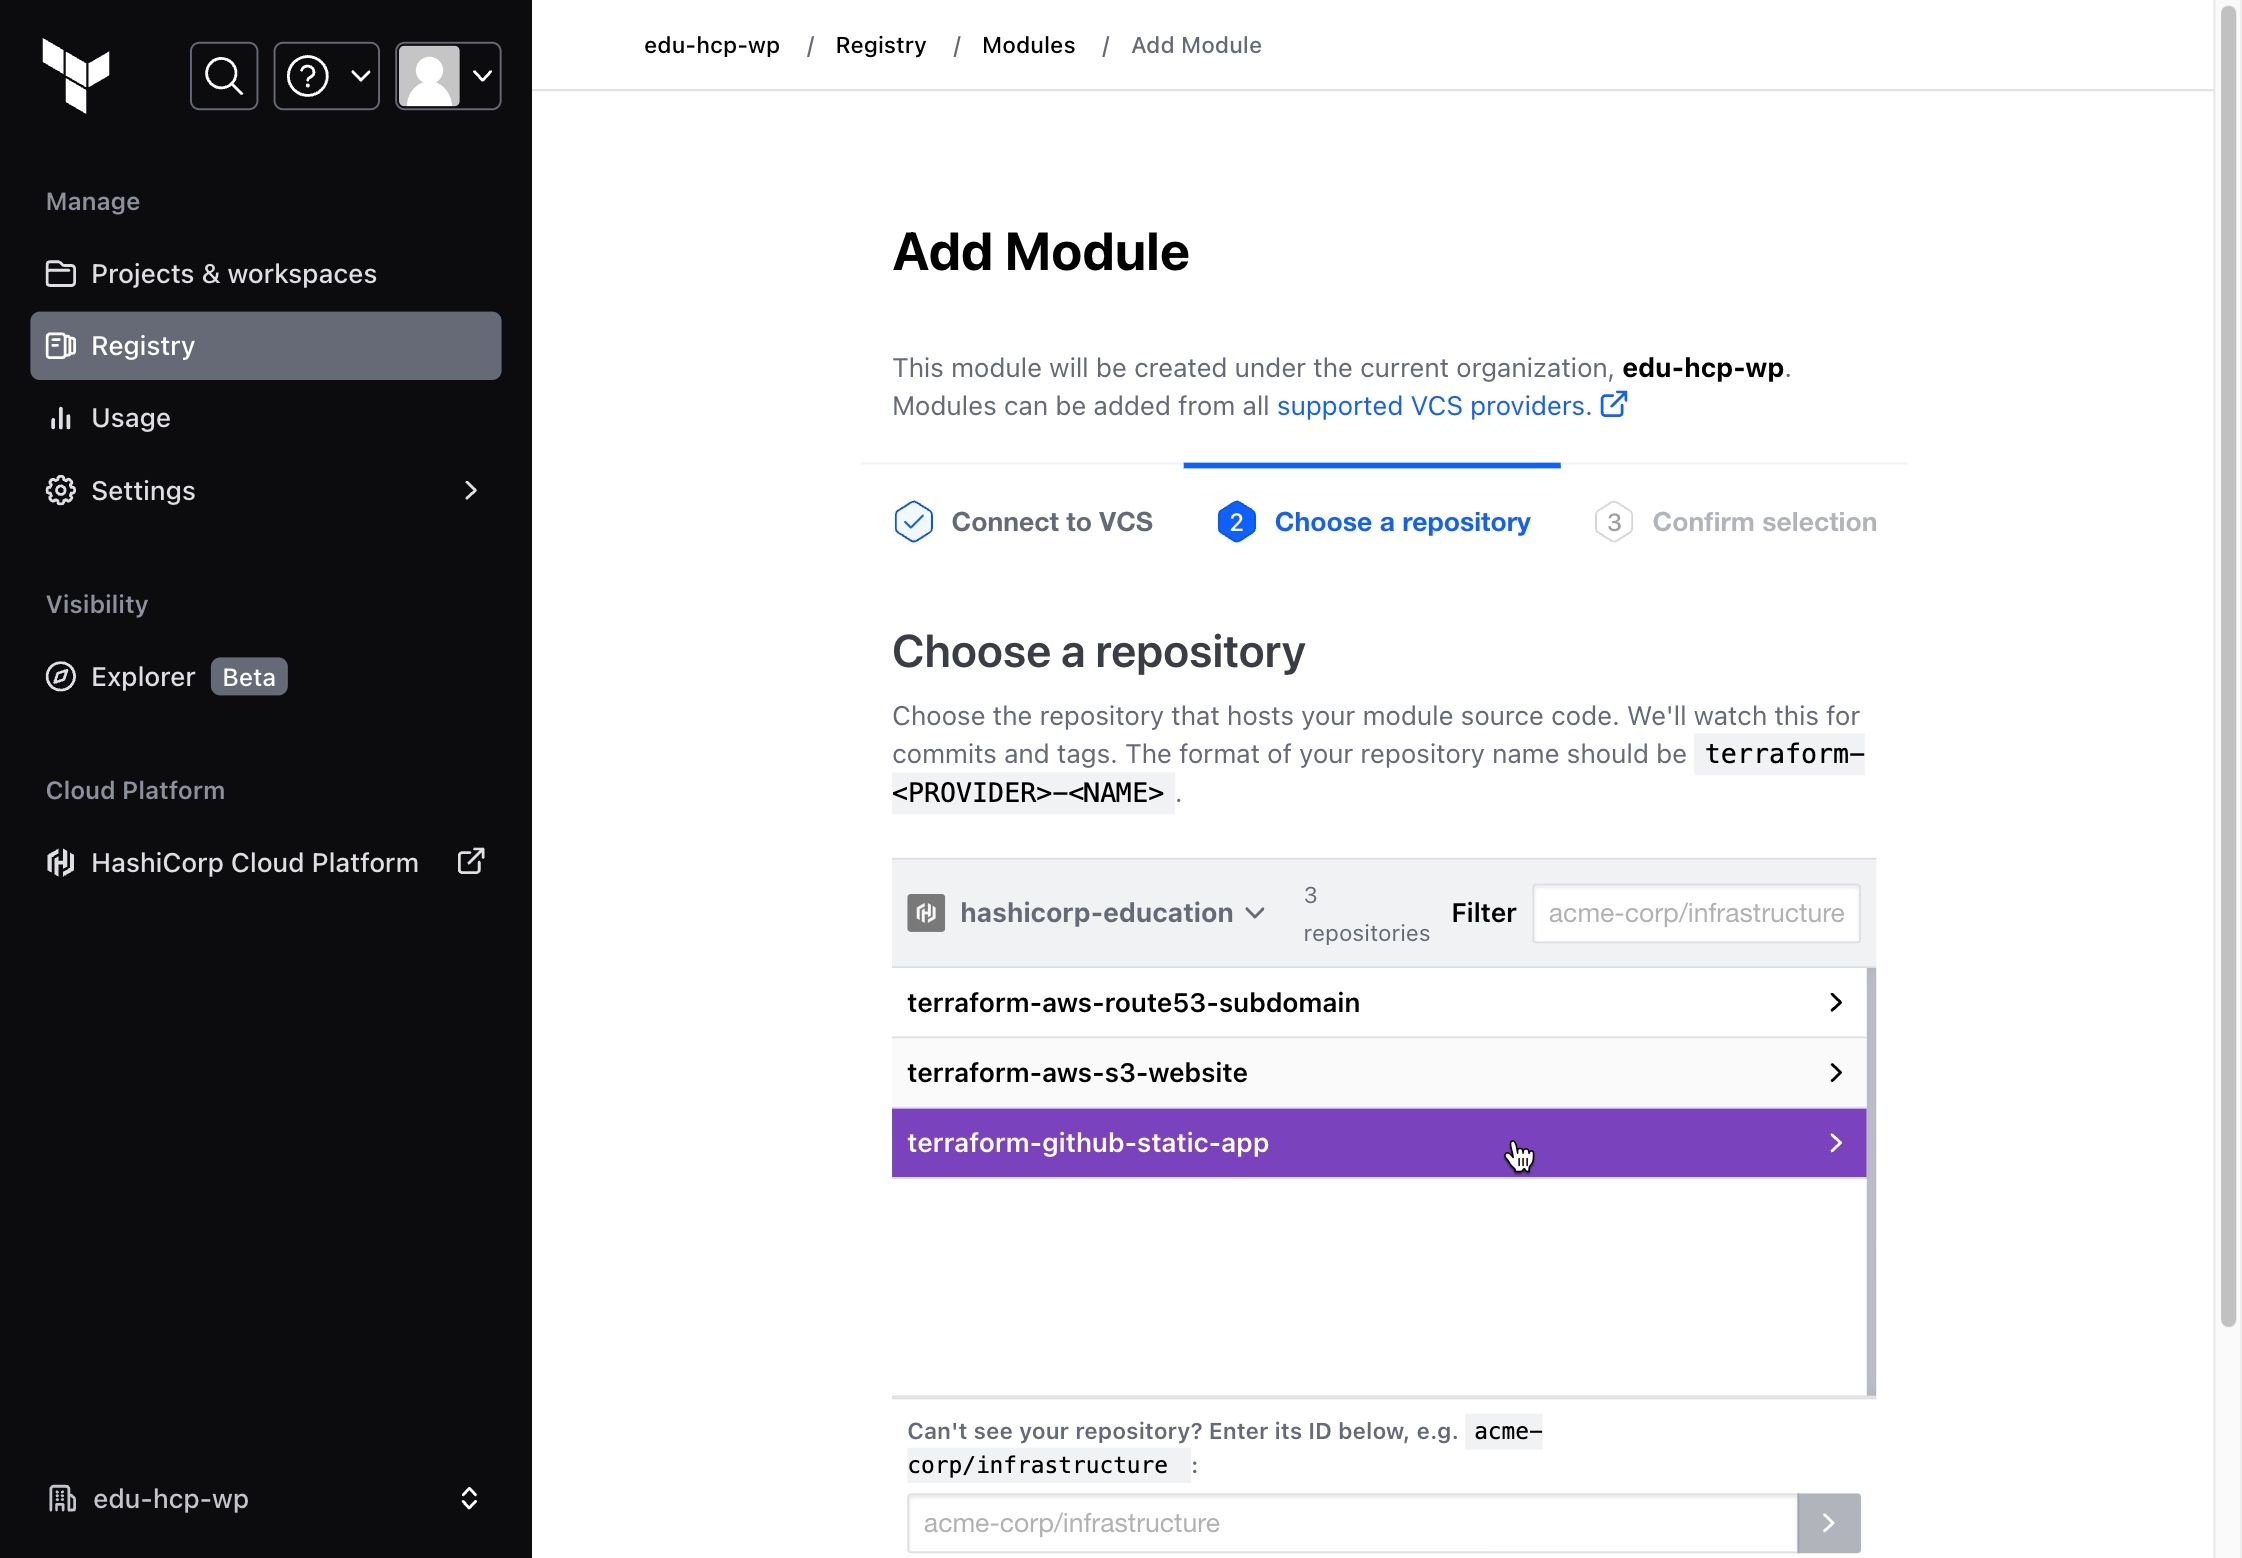 Manage
Projects & workspaces
Registry
Usage
Settings
Visibility
Explorer Beta
Cloud Platform
HashiCorp Cloud Platform
edu-hcp-wp
edu-hcp-wp / Registry / Modules / Add Module
Add Module
This module will be created under the current organization, edu-hcp-wp.
Modules can be added from all supported VCS providers.
Connect to VCS 2 Choose a repository 3 Confirm selection
Choose a repository
Choose the repository that hosts your module source code. We'll watch this for
commits and tags. The format of your repository name should be terraform-
<PROVIDER>-<NAME> .
hashicorp-education 3 repositories Filter acme-corp/infrastructure
terraform-aws-route53-subdomain
terraform-aws-s3-website
terraform-github-static-app
Can't see your repository? Enter its ID below, e.g. acme-
corp/infrastructure :
acme-corp/infrastructure